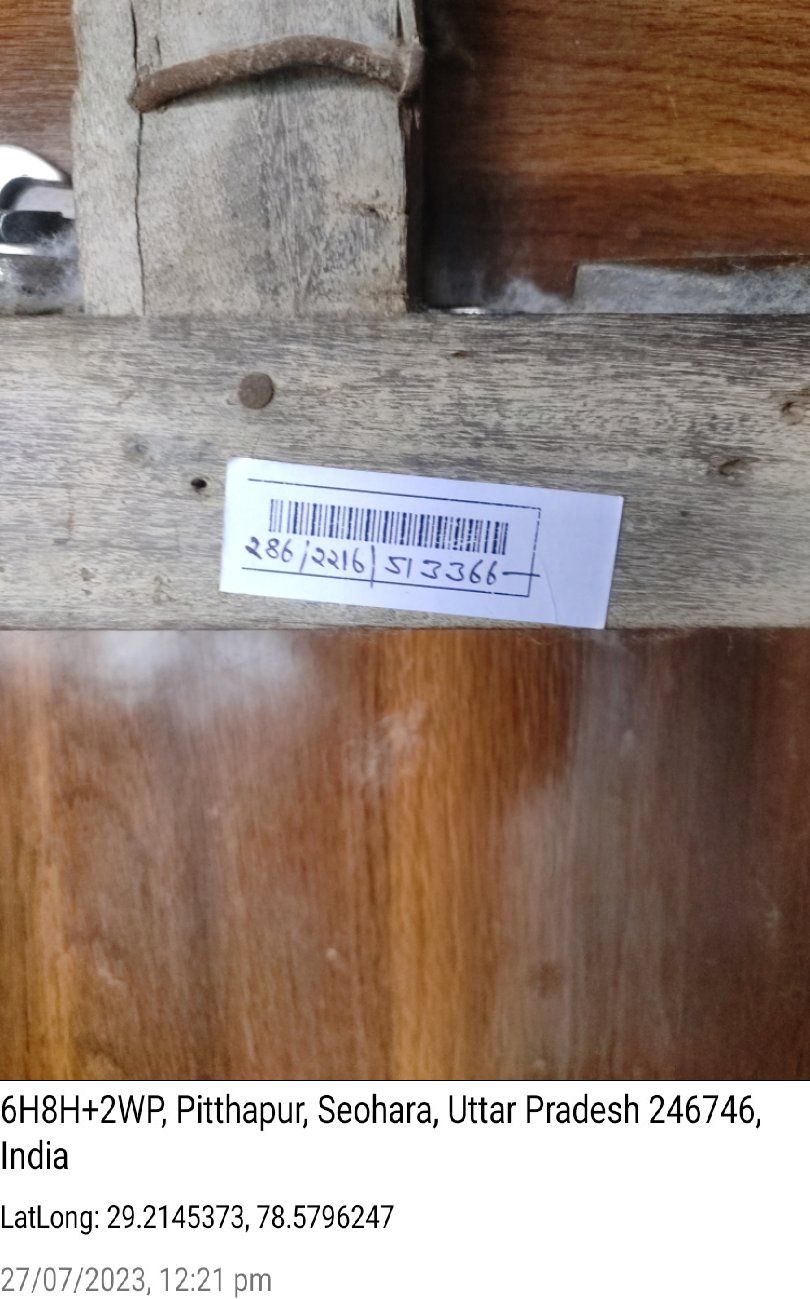 286/2216/513366
6H8H+2WP, Pitthapur, Seohara, Uttar Pradesh 246746,
India
LatLong: 29.2145373, 78.5796247
27/07/2023, 12:21 pm